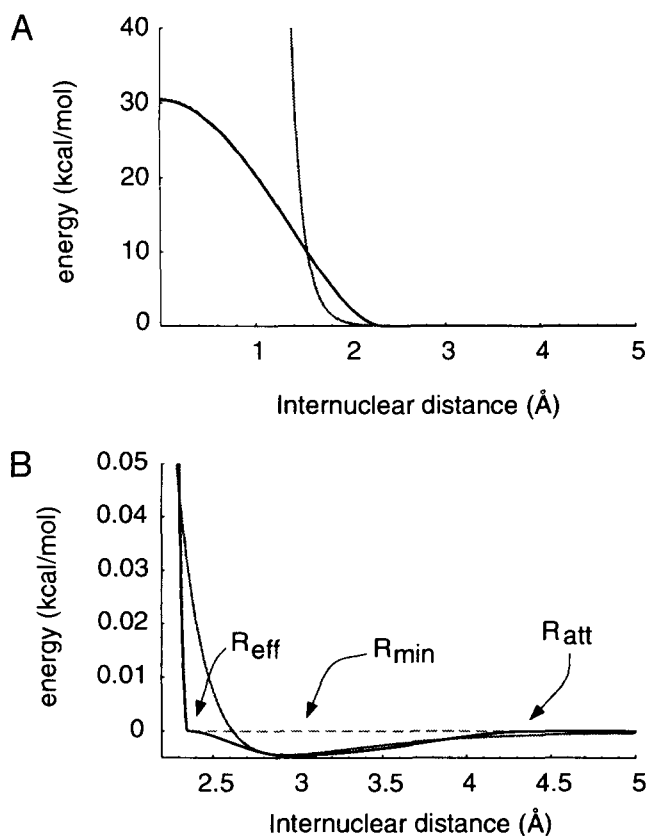 A
energy (kcal/mol)
40
30
20
10
0
1 2 3 4 5
Internuclear distance (Å)
B
energy (kcal/mol)
0.05
0.04
0.03
0.02
0.01
0
Reff
Rmin
Ratt
2.5 3 3.5 4 4.5 5
Internuclear distance (Å)